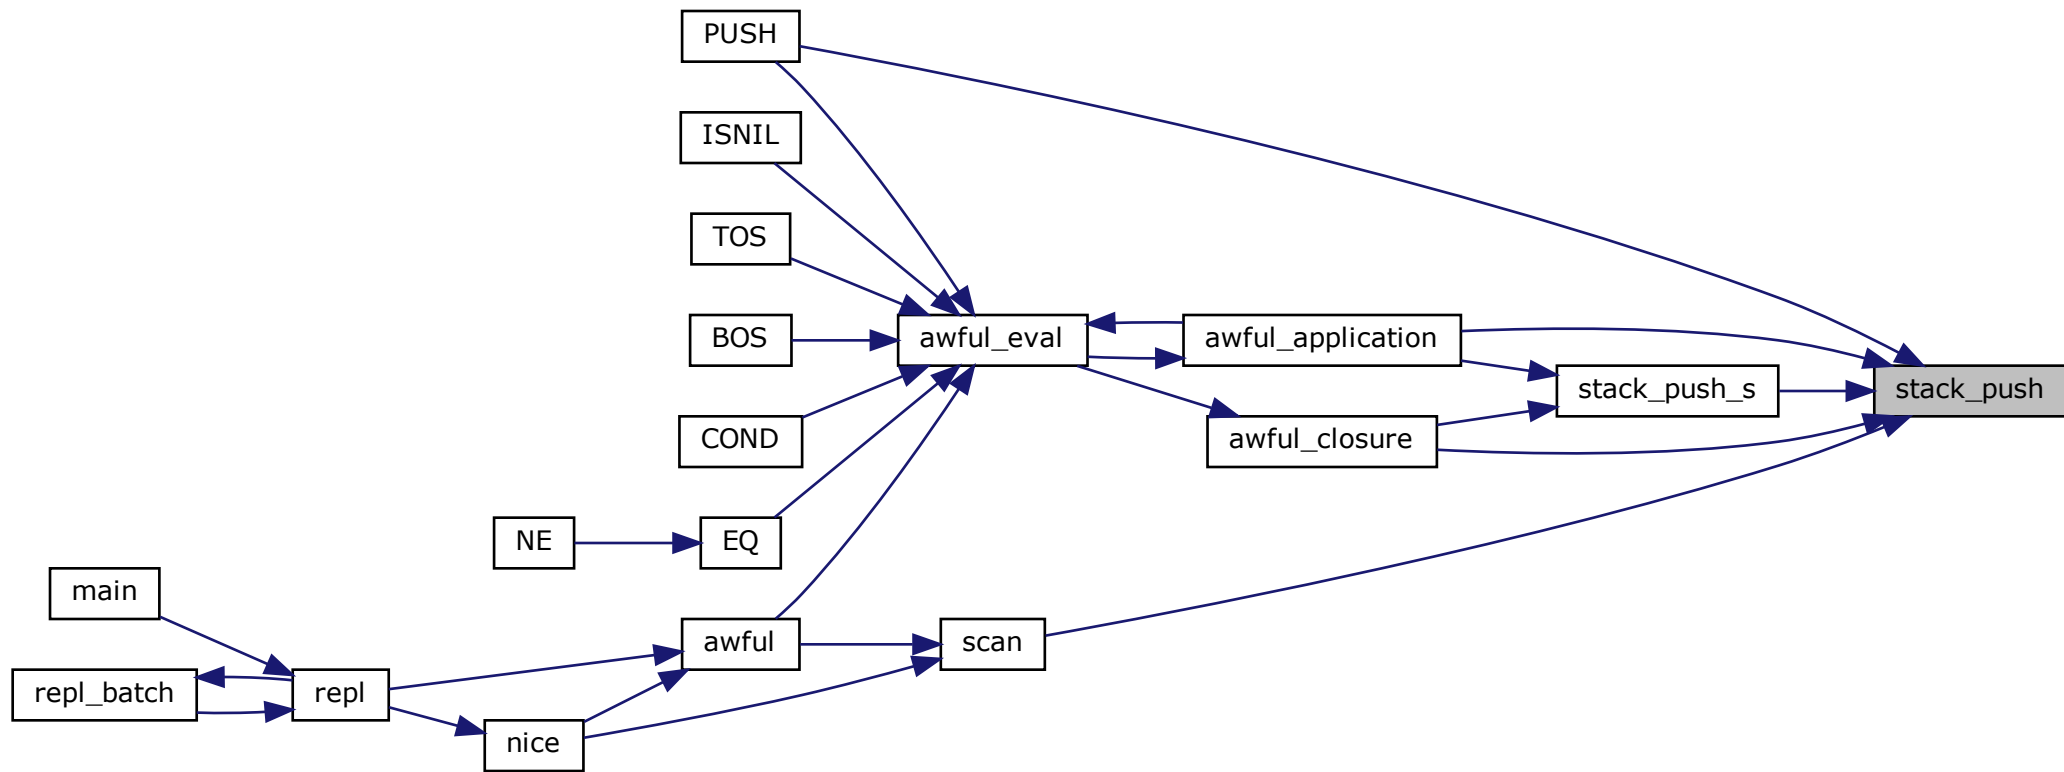 PUSH
ISNIL
TOS
BOS
awful_eval
awful_application
COND
awful_closure
stack_push_s
stack_push
NE
EQ
main
awful
scan
repl_batch
repl
nice